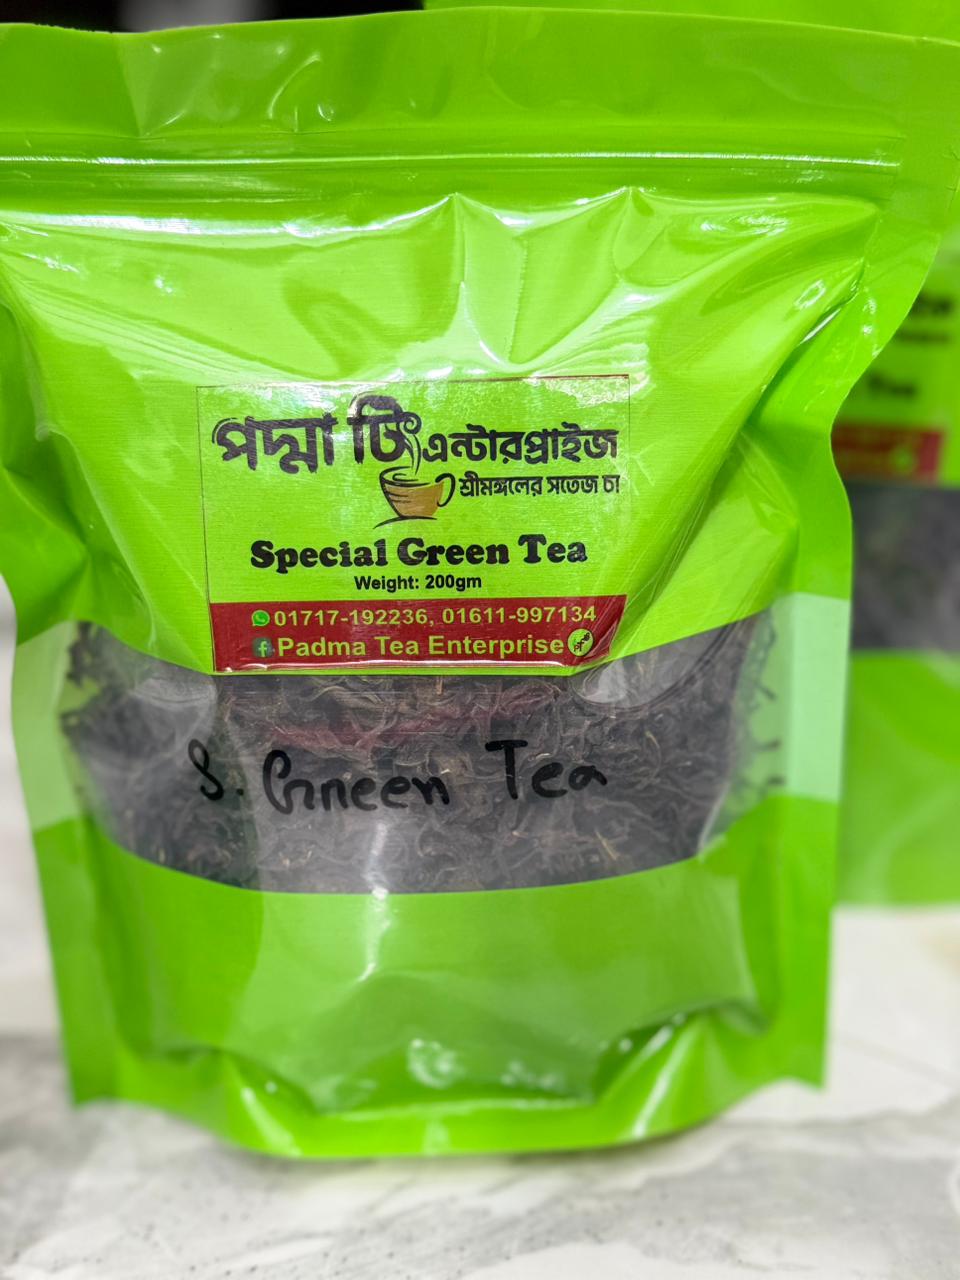 পদ্মা টি এন্টারপ্রাইজ
শ্রীমঙ্গলের সতেজ চা
Special Green Tea
Weight: 200gm
01717-192236, 01611-997134
Padma Tea Enterprise
S. Green Tea